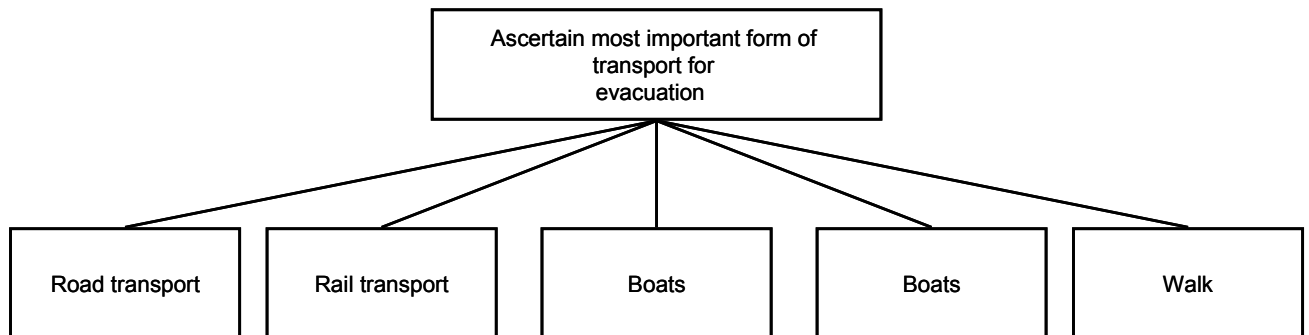 Ascertain most important form of
transport for
evacuation
Road transport
Rail transport
Boats
Boats
Walk